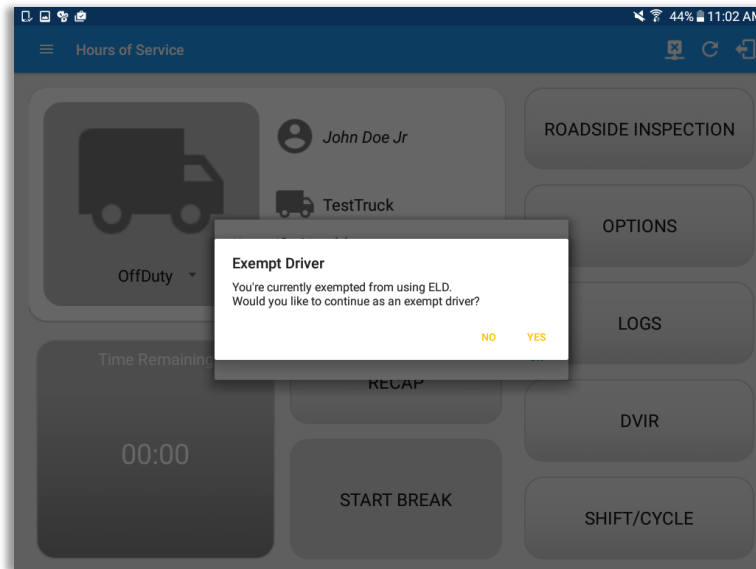 44% 11:02 AM
Hours of Service
John Doe Jr
TestTruck
OffDuty
Exempt Driver
You're currently exempted from using ELD.
Would you like to continue as an exempt driver?
NO YES
Time Remaining
00:00
RECAP
START BREAK
ROADSIDE INSPECTION
OPTIONS
LOGS
DVIR
SHIFT/CYCLE